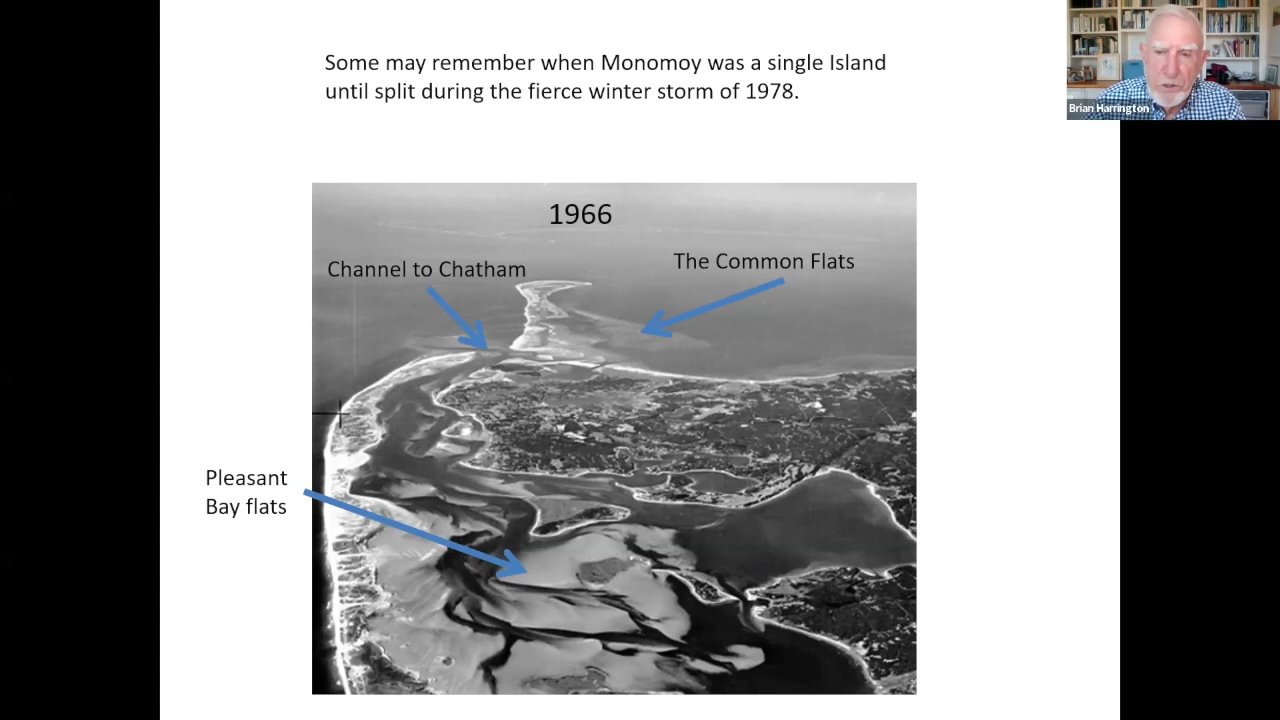 Some may remember when Monomoy was a single Island
until split during the fierce winter storm of 1978.
Brian Harrington
1966
Channel to Chatham
The Common Flats
Pleasant
Bay flats